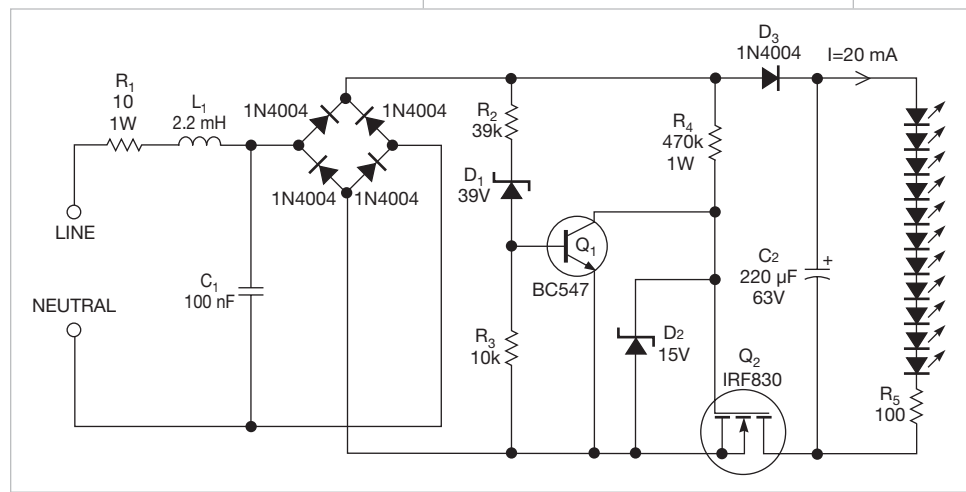 R1
10
1W
L1
2.2 mH
1N4004
1N4004
1N4004
1N4004
LINE
NEUTRAL
C1
100 nF
R2
39k
D1
39V
R3
10k
Q1
BC547
D2
15V
R4
470k
1W
D3
1N4004
I=20 mA
C2
220 µF
63V
+
Q2
IRF830
R5
100